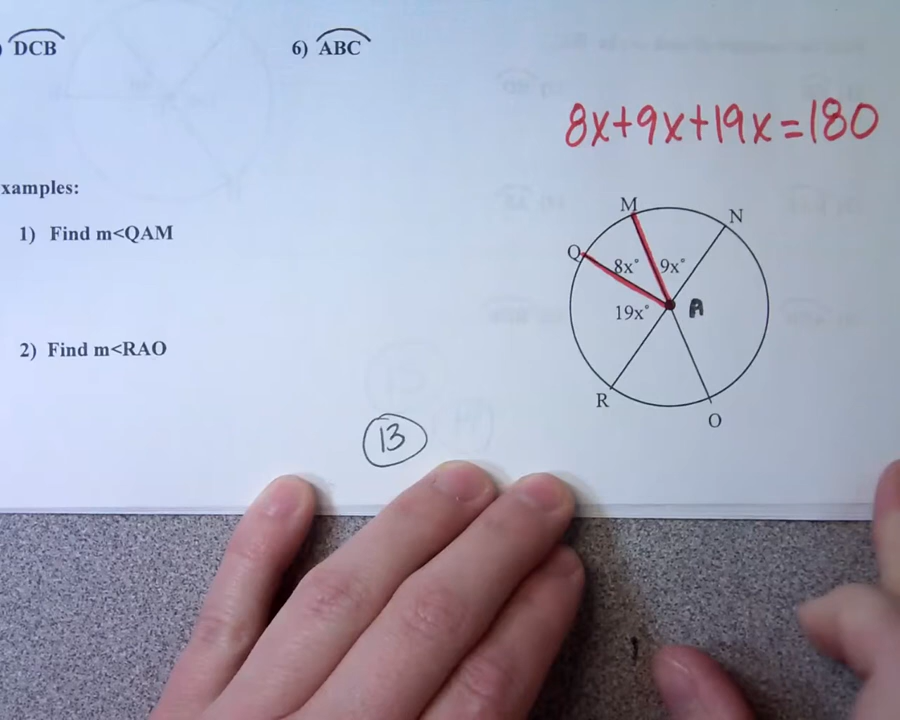 ) DCB
6) ABC
8x+9x+19x=180
xamples:
1) Find m<QAM
2) Find m<RAO
M
N
Q
8x°
9x°
19x°
A
R
O
13